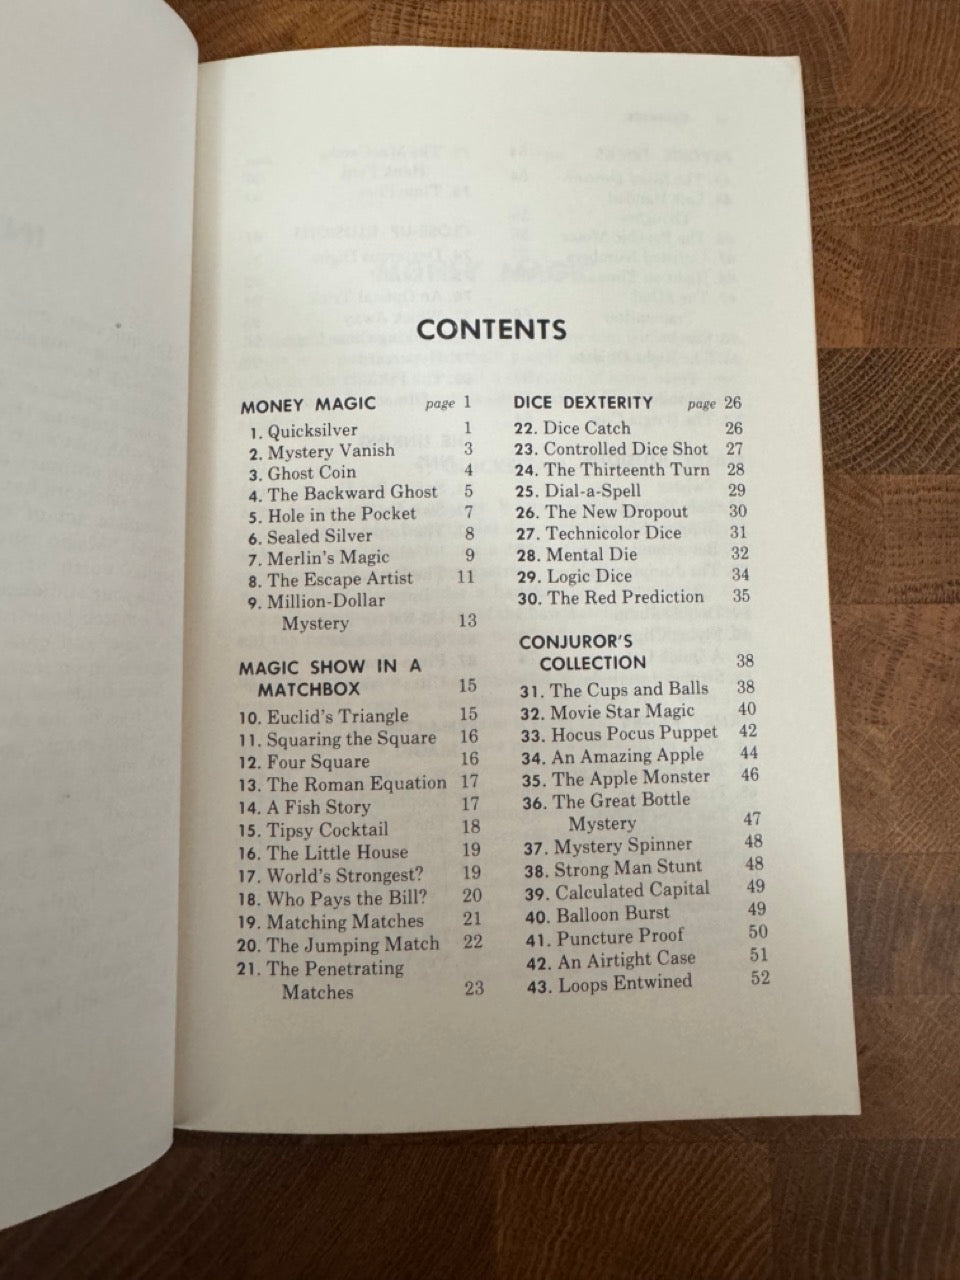 CONTENTS
MONEY MAGIC page 1
1. Quicksilver 1
2. Mystery Vanish 3
3. Ghost Coin 4
4. The Backward Ghost 5
5. Hole in the Pocket 7
6. Sealed Silver 8
7. Merlin's Magic 9
8. The Escape Artist 11
9. Million-Dollar
Mystery 13
MAGIC SHOW IN A
MATCHBOX 15
10. Euclid's Triangle 15
11. Squaring the Square 16
12. Four Square 16
13. The Roman Equation 17
14. A Fish Story 17
15. Tipsy Cocktail 18
16. The Little House 19
17. World's Strongest? 19
18. Who Pays the Bill? 20
19. Matching Matches 21
20. The Jumping Match 22
21. The Penetrating
Matches 23
DICE DEXTERITY page 26
22. Dice Catch 26
23. Controlled Dice Shot 27
24. The Thirteenth Turn 28
25. Dial-a-Spell 29
26. The New Dropout 30
27. Technicolor Dice 31
28. Mental Die 32
29. Logic Dice 34
30. The Red Prediction 35
CONJUROR'S
COLLECTION 38
31. The Cups and Balls 38
32. Movie Star Magic 40
33. Hocus Pocus Puppet 42
34. An Amazing Apple 44
35. The Apple Monster 46
36. The Great Bottle
Mystery 47
37. Mystery Spinner 48
38. Strong Man Stunt 48
39. Calculated Capital 49
40. Balloon Burst 49
41. Puncture Proof 50
42. An Airtight Case 51
43. Loops Entwined 52